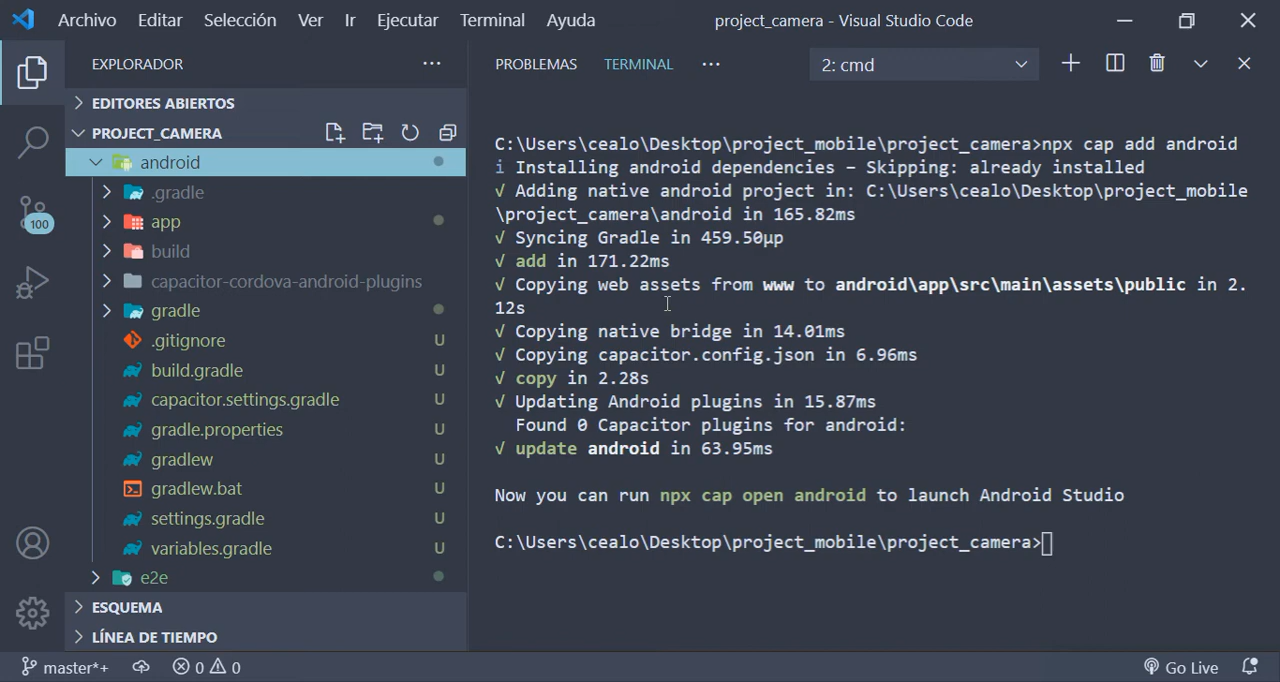 Archivo Editar Selección Ver Ir Ejecutar Terminal Ayuda project_camera - Visual Studio Code
EXPLORADOR
EDITORES ABIERTOS
PROJECT_CAMERA
android
.gradle
app
build
capacitor-cordova-android-plugins
gradle
.gitignore U
build.gradle U
capacitor.settings.gradle U
gradle.properties U
gradlew U
gradlew.bat U
settings.gradle U
variables.gradle U
e2e
ESQUEMA
LÍNEA DE TIEMPO
100
PROBLEMAS TERMINAL 2: cmd
C:\Users\cealo\Desktop\project_mobile\project_camera>npx cap add android
i Installing android dependencies – Skipping: already installed
√ Adding native android project in: C:\Users\cealo\Desktop\project_mobile
\project_camera\android in 165.82ms
√ Syncing Gradle in 459.50μp
√ add in 171.22ms
√ Copying web assets from www to android\app\src\main\assets\public in 2.
12s
√ Copying native bridge in 14.01ms
√ Copying capacitor.config.json in 6.96ms
√ copy in 2.28s
√ Updating Android plugins in 15.87ms
Found 0 Capacitor plugins for android:
√ update android in 63.95ms
Now you can run npx cap open android to launch Android Studio
C:\Users\cealo\Desktop\project_mobile\project_camera>
master*+ 0 0 Go Live